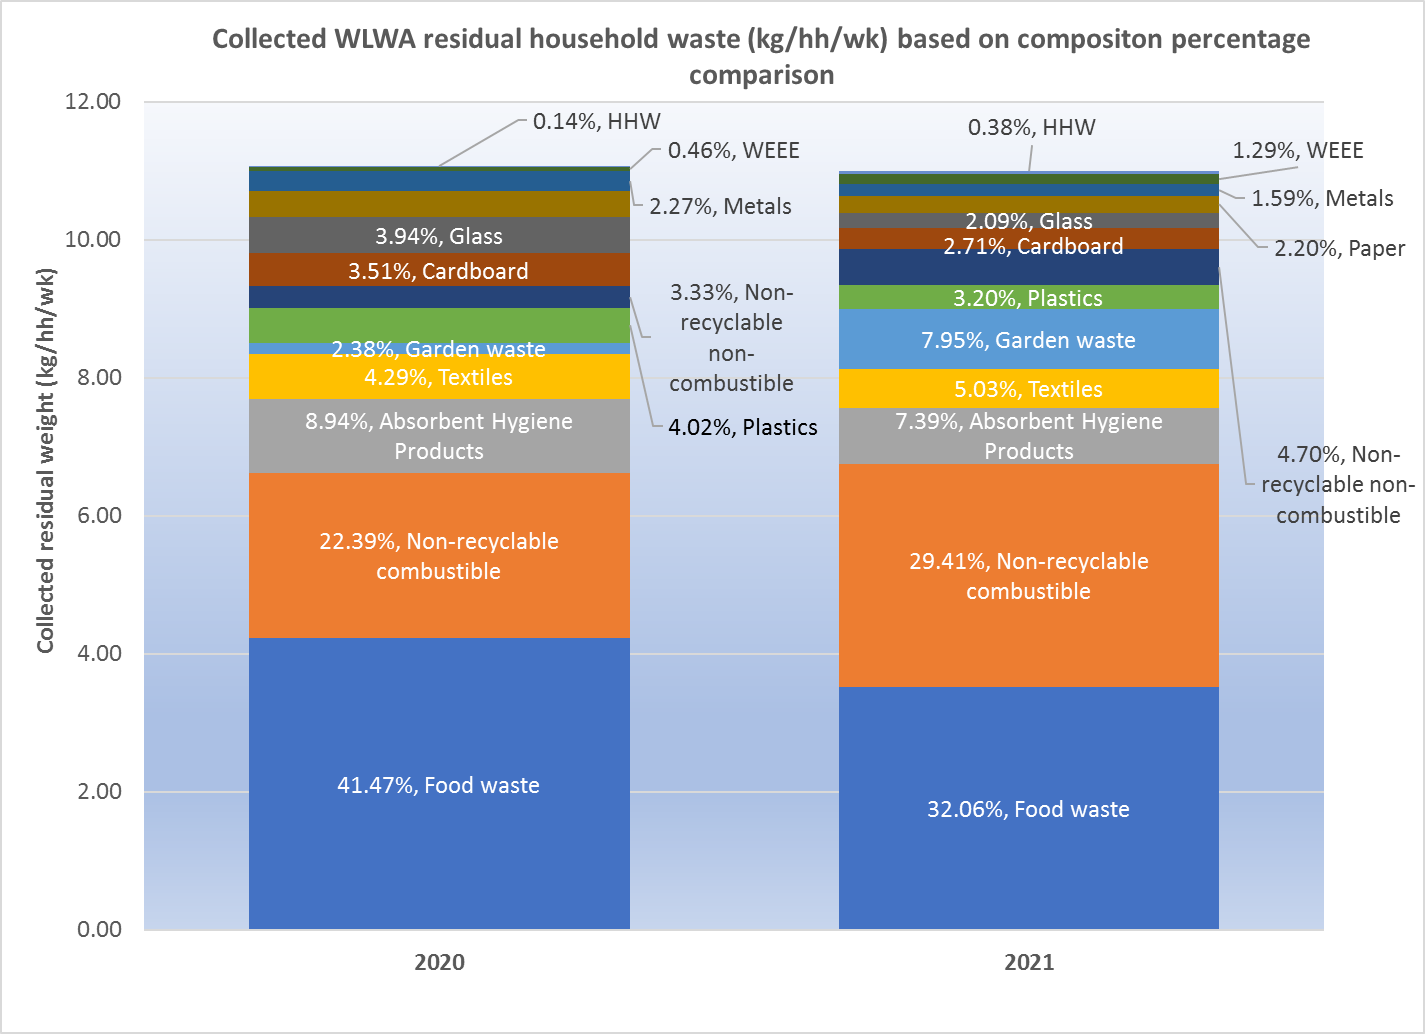 Collected WLWA residual household waste (kg/hh/wk) based on compositon percentage
comparison
Collected residual weight (kg/hh/wk)
12.00
10.00
8.00
6.00
4.00
2.00
0.00
0.14%, HHW
0.46%, WEEE
2.27%, Metals
3.94%, Glass
3.51%, Cardboard
3.33%, Non-
recyclable
non-
combustible
2.38%, Garden waste
4.29%, Textiles
4.02%, Plastics
8.94%, Absorbent Hygiene
Products
22.39%, Non-recyclable
combustible
41.47%, Food waste
2020
0.38%, HHW
1.29%, WEEE
1.59%, Metals
2.09%, Glass
2.20%, Paper
2.71%, Cardboard
3.20%, Plastics
7.95%, Garden waste
5.03%, Textiles
7.39%, Absorbent Hygiene
Products
4.70%, Non-
recyclable non-
combustible
29.41%, Non-recyclable
combustible
32.06%, Food waste
2021